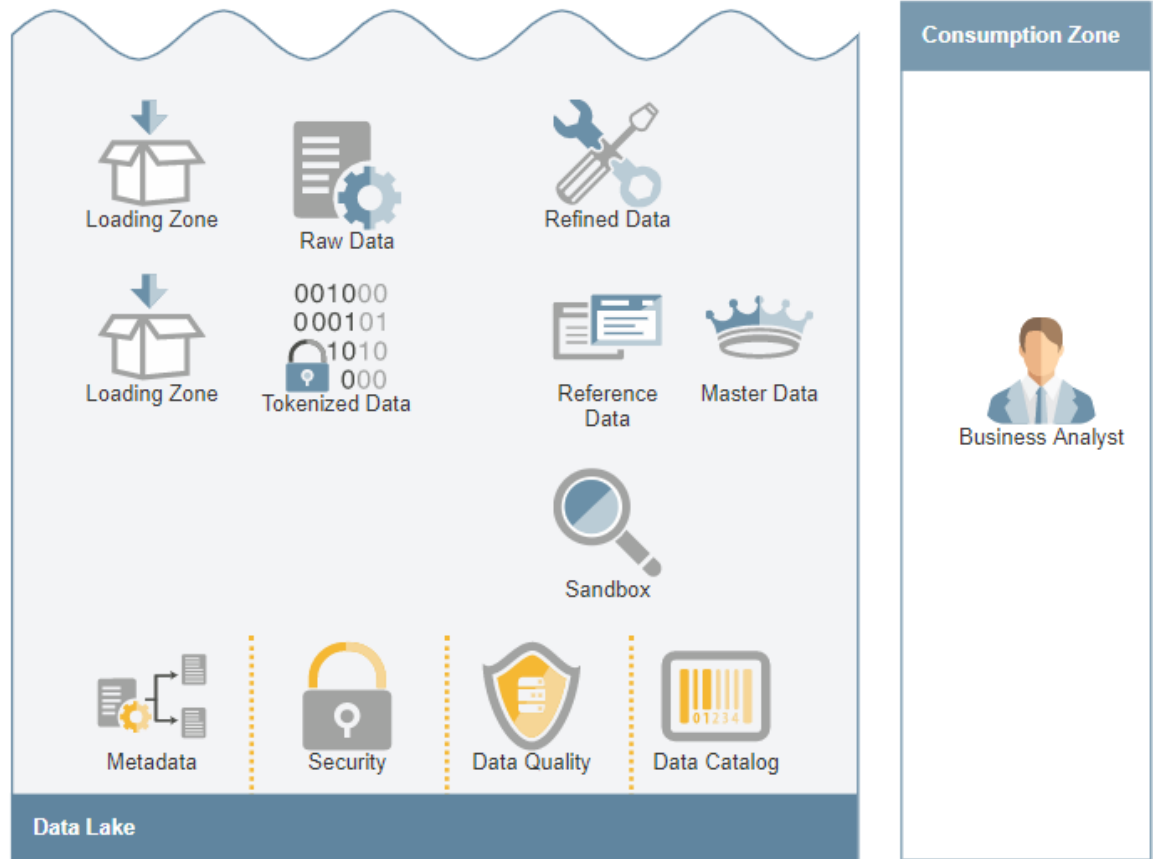 Consumption Zone
Loading Zone
Raw Data
Refined Data
Loading Zone
001000
000101
1010
000
Tokenized Data
Reference
Data
Master Data
Business Analyst
Sandbox
01234
Metadata
Security
Data Quality
Data Catalog
Data Lake